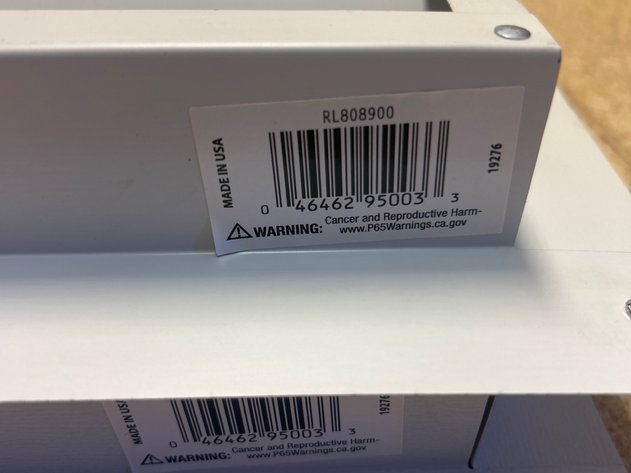 RL808900
MADE IN USA
19276
0 46462 95003 3
WARNING: Cancer and Reproductive Harm-
www.P65Warnings.ca.gov
MADE IN USA
19276
0 46462 95003 3
WARNING: Cancer and Reproductive Harm-
www.P65Warnings.ca.gov